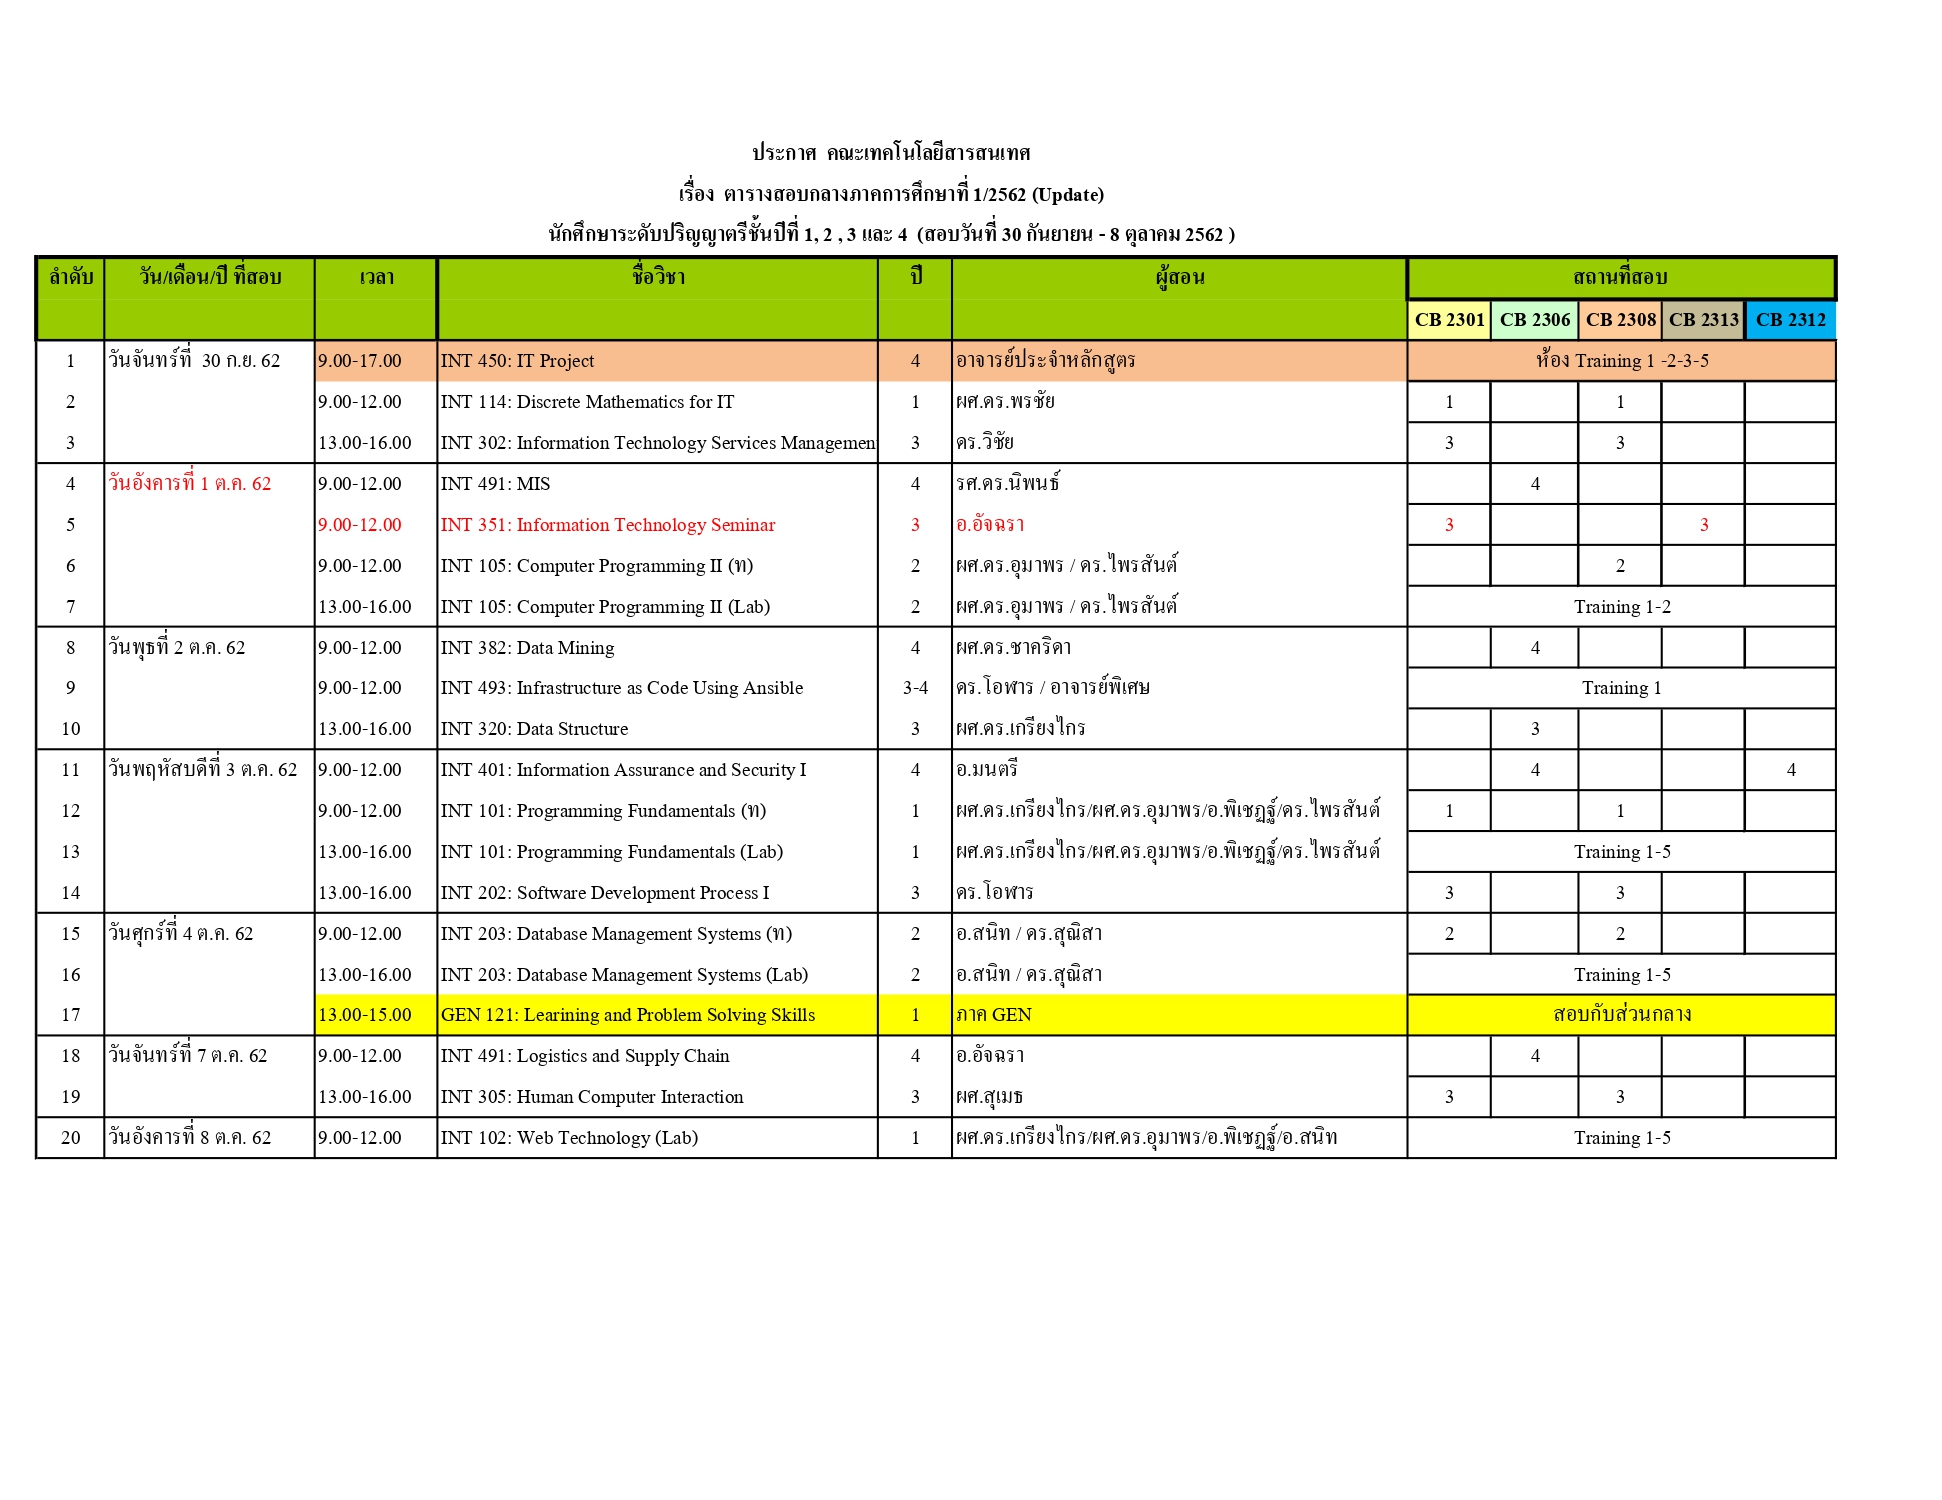 ประกาศ คณะเทคโนโลยีสารสนเทศ
เรื่อง ตารางสอบกลางภาคการศึกษาที่ 1/2562 (Update)
นักศึกษาระดับปริญญาตรีชั้นปีที่ 1, 2 , 3 และ 4 (สอบวันที่ 30 กันยายน - 8 ตุลาคม 2562 )
ลำดับ วัน/เดือน/ปี ที่สอบ เวลา ชื่อวิชา ปี ผู้สอน สถานที่สอบ
CB 2301 CB 2306 CB 2308 CB 2313 CB 2312
1 วันจันทร์ที่ 30 ก.ย. 62 9.00-17.00 INT 450: IT Project 4 อาจารย์ประจำหลักสูตร ห้อง Training 1 -2-3-5
2 9.00-12.00 INT 114: Discrete Mathematics for IT 1 ผศ.ดร.พรชัย 1 1
3 13.00-16.00 INT 302: Information Technology Services Management 3 ดร.วิชัย 3 3
4 วันอังคารที่ 1 ต.ค. 62 9.00-12.00 INT 491: MIS 4 รศ.ดร.นิพนธ์ 4
5 9.00-12.00 INT 351: Information Technology Seminar 3 อ.อัจฉรา 3 3
6 9.00-12.00 INT 105: Computer Programming II (ท) 2 ผศ.ดร.อุมาพร / ดร.ไพรสันต์ 2
7 13.00-16.00 INT 105: Computer Programming II (Lab) 2 ผศ.ดร.อุมาพร / ดร.ไพรสันต์ Training 1-2
8 วันพุธที่ 2 ต.ค. 62 9.00-12.00 INT 382: Data Mining 4 ผศ.ดร.ชาคริดา 4
9 9.00-12.00 INT 493: Infrastructure as Code Using Ansible 3-4 ดร.โอฬาร / อาจารย์พิเศษ Training 1
10 13.00-16.00 INT 320: Data Structure 3 ผศ.ดร.เกรียงไกร 3
11 วันพฤหัสบดีที่ 3 ต.ค. 62 9.00-12.00 INT 401: Information Assurance and Security I 4 อ.มนตรี 4 4
12 9.00-12.00 INT 101: Programming Fundamentals (ท) 1 ผศ.ดร.เกรียงไกร/ผศ.ดร.อุมาพร/อ.พิเชฏฐ์/ดร.ไพรสันต์ 1 1
13 13.00-16.00 INT 101: Programming Fundamentals (Lab) 1 ผศ.ดร.เกรียงไกร/ผศ.ดร.อุมาพร/อ.พิเชฏฐ์/ดร.ไพรสันต์ Training 1-5
14 13.00-16.00 INT 202: Software Development Process I 3 ดร.โอฬาร 3 3
15 วันศุกร์ที่ 4 ต.ค. 62 9.00-12.00 INT 203: Database Management Systems (ท) 2 อ.สนิท / ดร.สุณิสา 2 2
16 13.00-16.00 INT 203: Database Management Systems (Lab) 2 อ.สนิท / ดร.สุณิสา Training 1-5
17 13.00-15.00 GEN 121: Learining and Problem Solving Skills 1 ภาค GEN สอบกับส่วนกลาง
18 วันจันทร์ที่ 7 ต.ค. 62 9.00-12.00 INT 491: Logistics and Supply Chain 4 อ.อัจฉรา 4
19 13.00-16.00 INT 305: Human Computer Interaction 3 ผศ.สุเมธ 3 3
20 วันอังคารที่ 8 ต.ค. 62 9.00-12.00 INT 102: Web Technology (Lab) 1 ผศ.ดร.เกรียงไกร/ผศ.ดร.อุมาพร/อ.พิเชฏฐ์/อ.สนิท Training 1-5